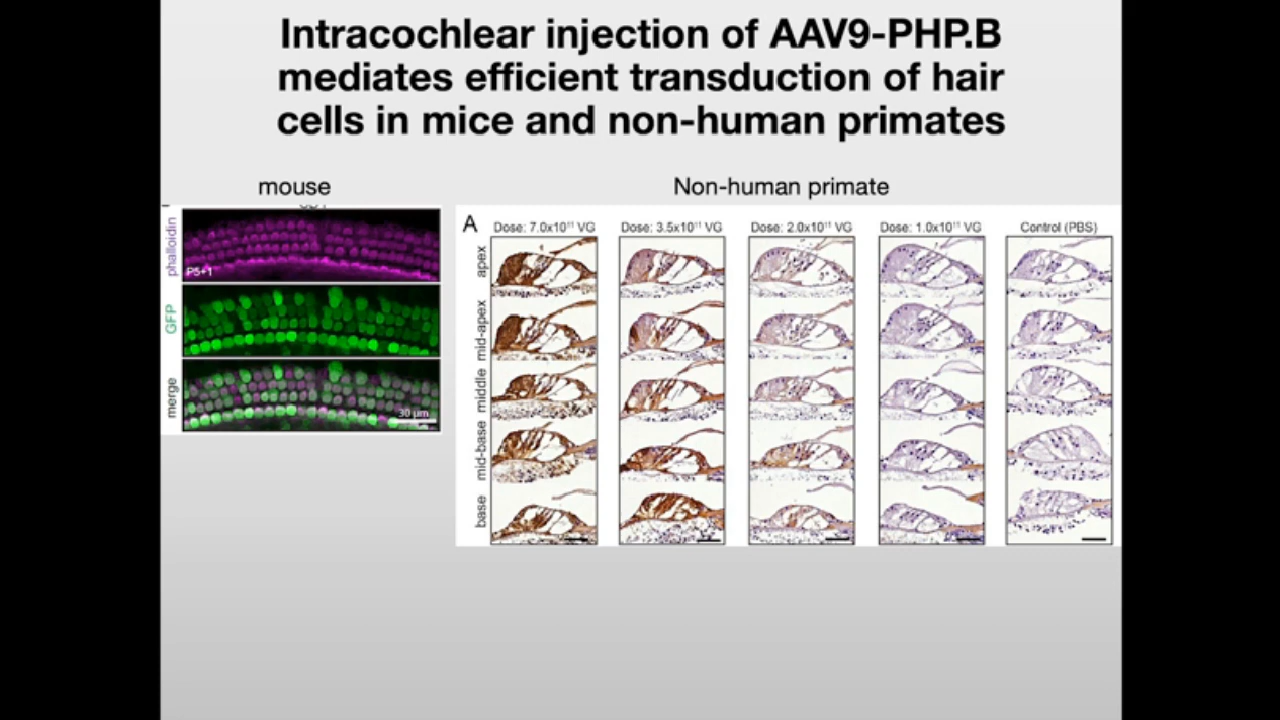 Intracochlear injection of AAV9-PHP.B
mediates efficient transduction of hair
cells in mice and non-human primates
mouse
Non-human primate
phalloidin
P5+1
GFP
merge
30 µm
A
Dose: 7.0x10¹¹ VG
Dose: 3.5x10¹¹ VG
Dose: 2.0x10¹¹ VG
Dose: 1.0x10¹¹ VG
Control (PBS)
apex
mid-apex
middle
mid-base
base